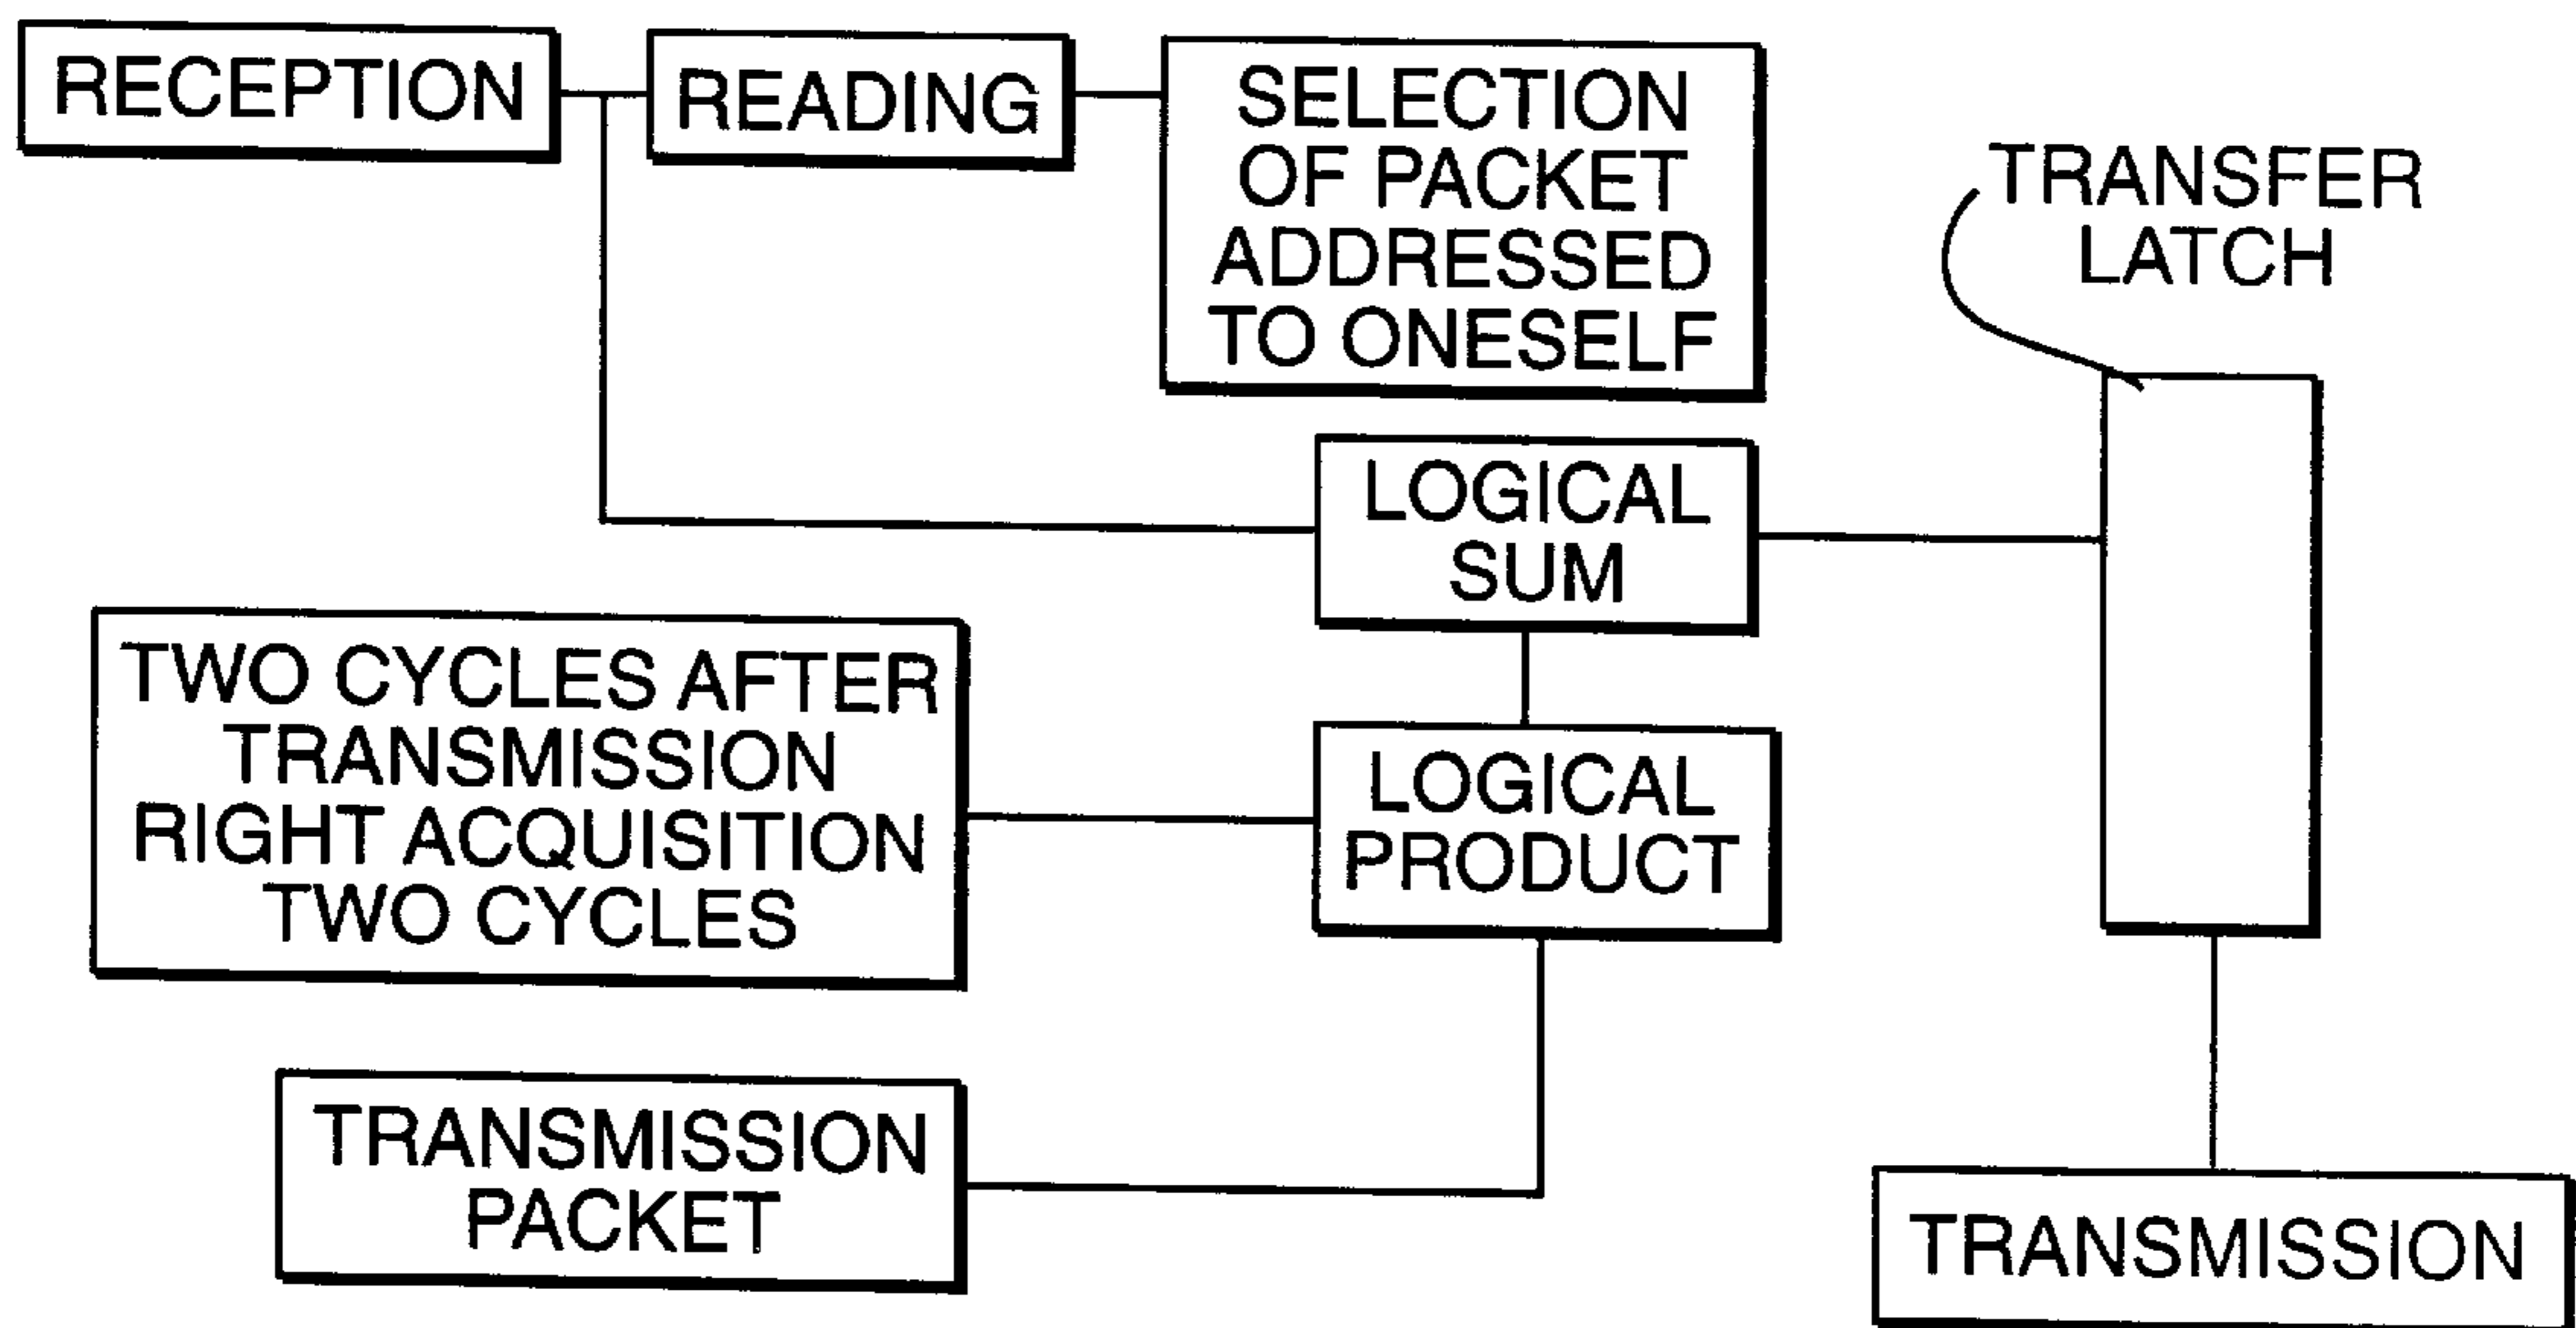 RECEPTION
READING
SELECTION
OF PACKET
ADDRESSED
TO ONESELF
TRANSFER
LATCH
LOGICAL
SUM
TWO CYCLES AFTER
TRANSMISSION
RIGHT ACQUISITION
TWO CYCLES
LOGICAL
PRODUCT
TRANSMISSION
PACKET
TRANSMISSION